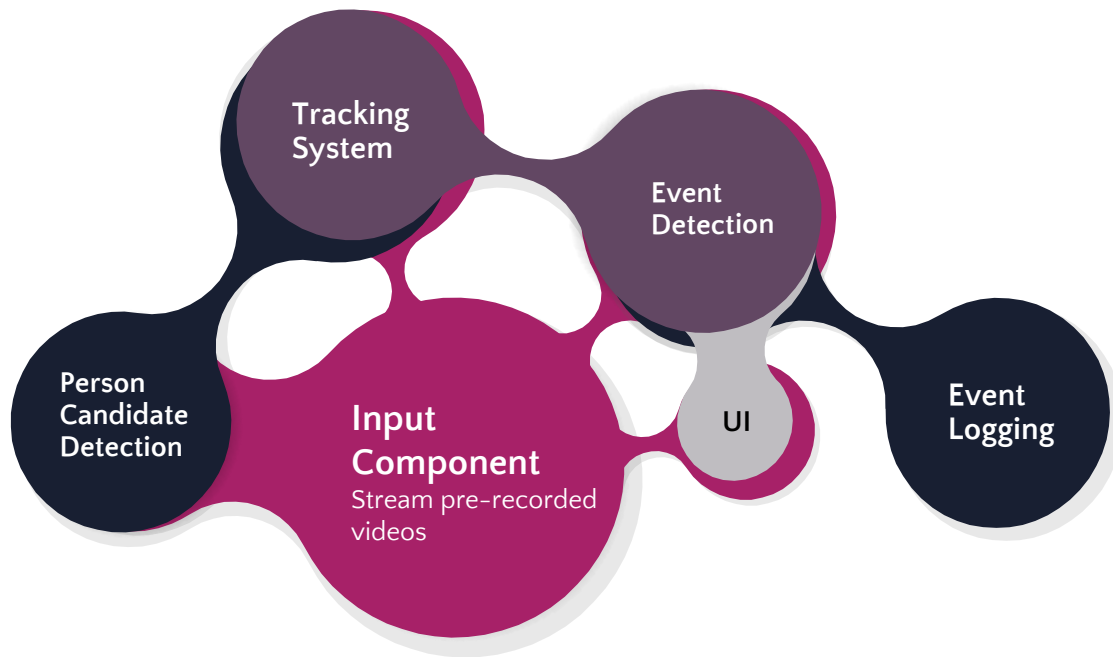 Tracking
System
Event
Detection
Person
Candidate
Detection
Input
Component
Stream pre-recorded
videos
UI
Event
Logging